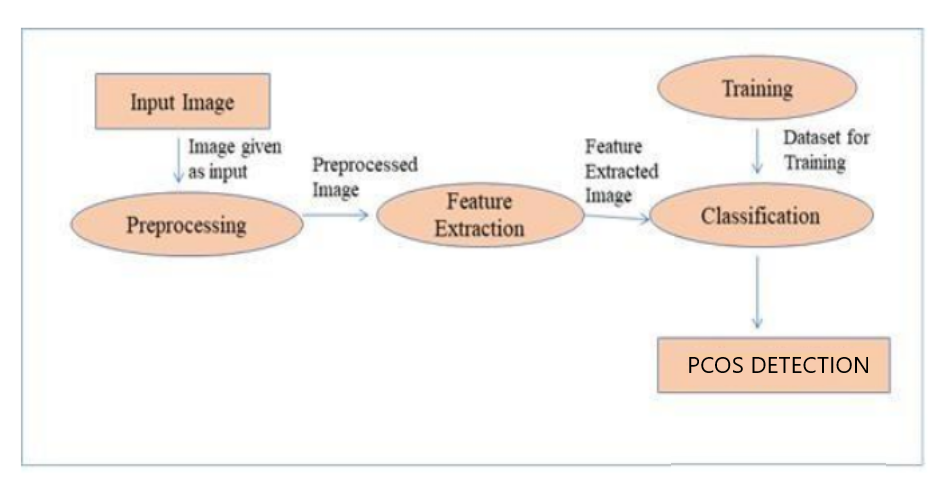 Input Image
Image given
as input
Preprocessing
Preprocessed
Image
Feature
Extraction
Feature
Extracted
Image
Training
Dataset for
Training
Classification
PCOS DETECTION